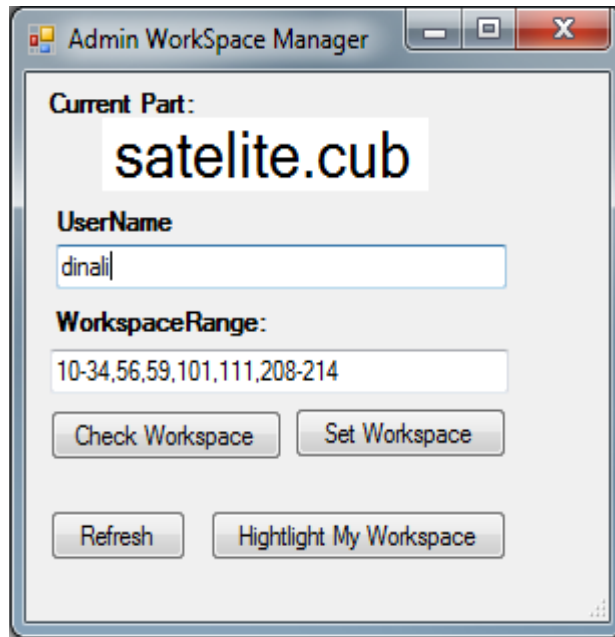 Admin WorkSpace Manager
Current Part:
satelite.cub
UserName
dinali
WorkspaceRange:
10-34,56,59,101,111,208-214
Check Workspace Set Workspace
Refresh Hightlight My Workspace